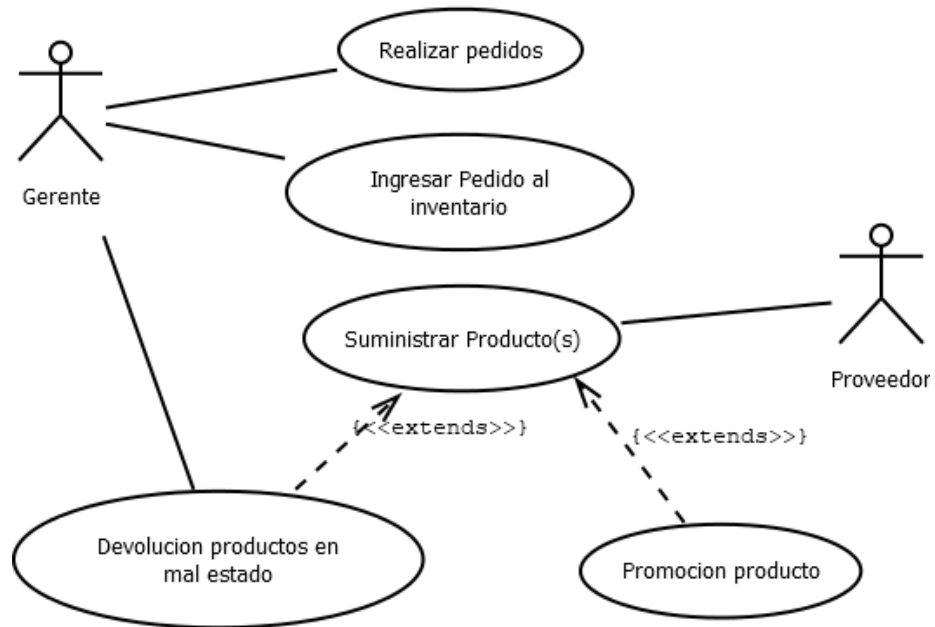 Realizar pedidos
Gerente
Ingresar Pedido al
inventario
Suministrar Producto(s)
Proveedor
{<<extends>>}
{<<extends>>}
Devolucion productos en
mal estado
Promocion producto